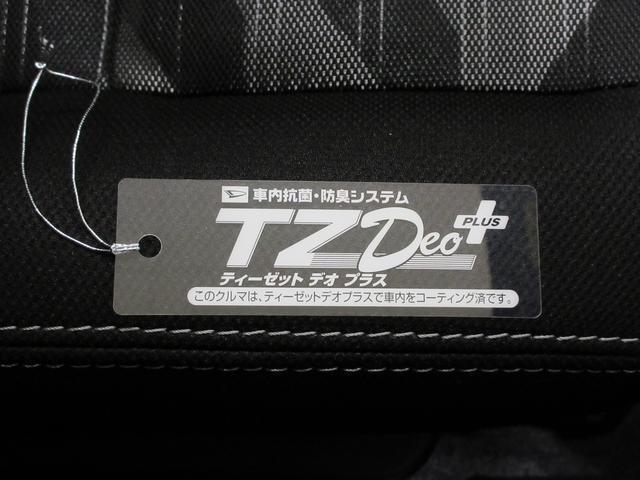 車内抗菌・防臭システム
TZ Deo PLUS
ティーゼット デオ プラス
このクルマは、ティーゼットデオプラスで車内をコーティング済です。